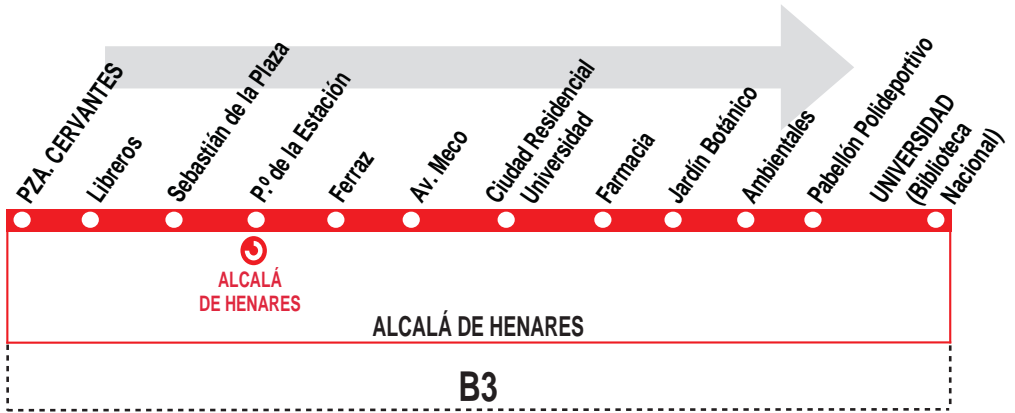 PZA. CERVANTES
Libreros
Sebastián de la Plaza
P.º de la Estación
Ferraz
Av. Meco
Ciudad Residencial
Universidad
Farmacia
Jardín Botánico
Ambientales
Pabellón Polideportivo
UNIVERSIDAD
(Biblioteca
Nacional)
ALCALÁ
DE HENARES
ALCALÁ DE HENARES
B3